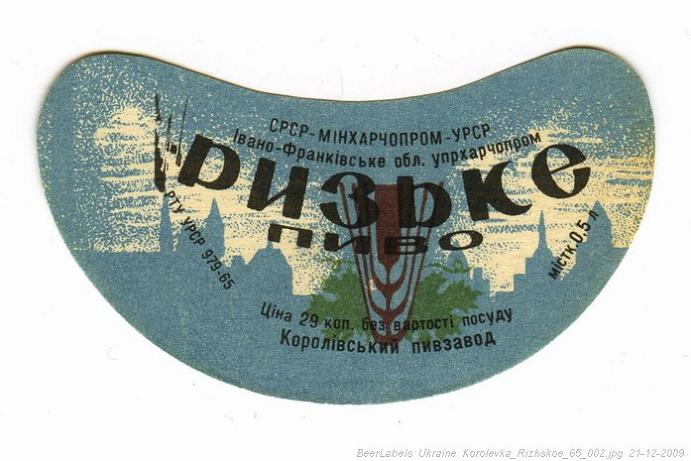 СРСР-МІНХАРЧОПРОМ-УРСР
Івано-Франківське обл. упрхарчопром
Ризьке
пиво
РТУ УРСР 979-65
МІСТК. 0,5 л
Ціна 29 коп. без вартості посуду
Королівський пивзавод
BeerLabels Ukraine Korolevka_Rizhskoe_65_002.jpg 21-12-2009